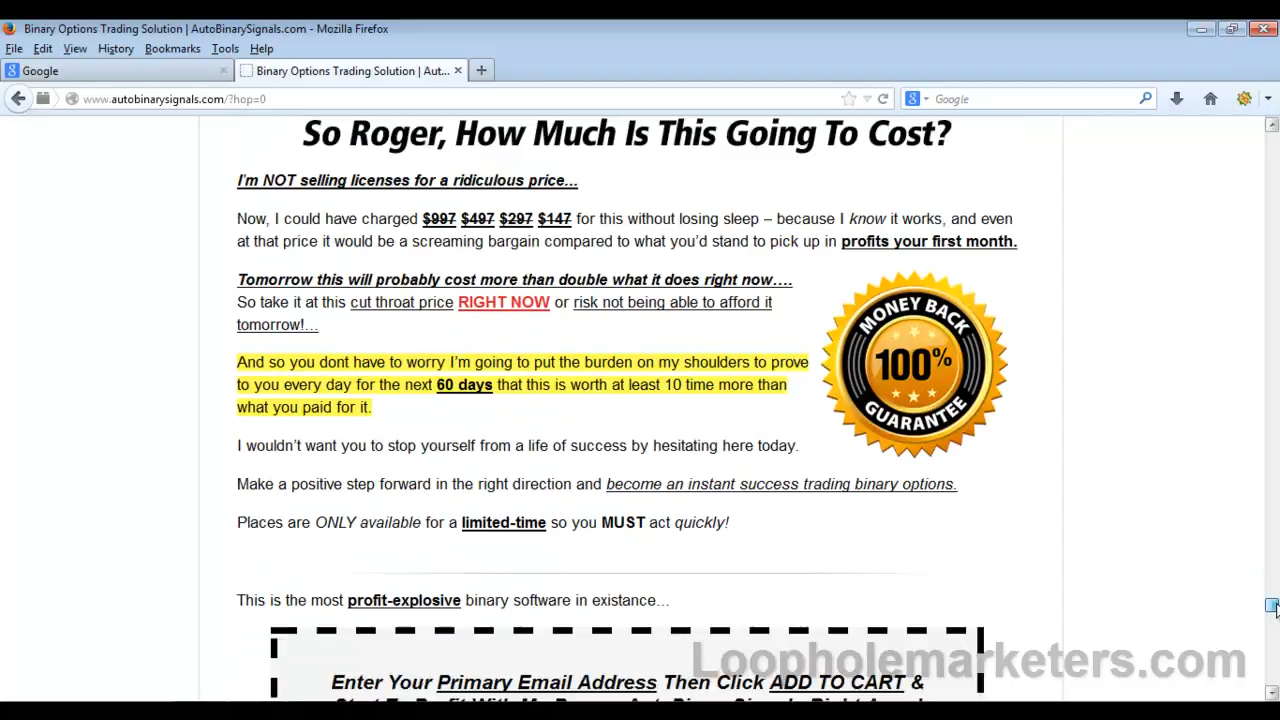 Binary Options Trading Solution | AutoBinarySignals.com - Mozilla Firefox
File Edit View History Bookmarks Tools Help
Google
Binary Options Trading Solution | Aut...
www.autobinarysignals.com/?hop=0
Google
So Roger, How Much Is This Going To Cost?
I'm NOT selling licenses for a ridiculous price...
Now, I could have charged $997 $497 $297 $147 for this without losing sleep – because I know it works, and even
at that price it would be a screaming bargain compared to what you'd stand to pick up in profits your first month.
Tomorrow this will probably cost more than double what it does right now….
So take it at this cut throat price RIGHT NOW or risk not being able to afford it
tomorrow!…
MONEY BACK
100%
GUARANTEE
And so you dont have to worry I'm going to put the burden on my shoulders to prove
to you every day for the next 60 days that this is worth at least 10 time more than
what you paid for it.
I wouldn't want you to stop yourself from a life of success by hesitating here today.
Make a positive step forward in the right direction and become an instant success trading binary options.
Places are ONLY available for a limited-time so you MUST act quickly!
This is the most profit-explosive binary software in existance…
Enter Your Primary Email Address Then Click ADD TO CART &
Loopholemarketers.com